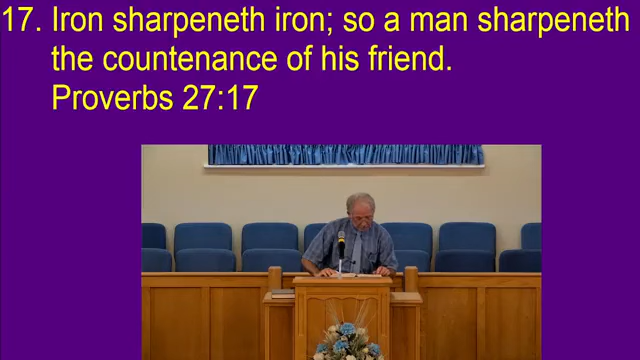 17. Iron sharpeneth iron; so a man sharpeneth
the countenance of his friend.
Proverbs 27:17